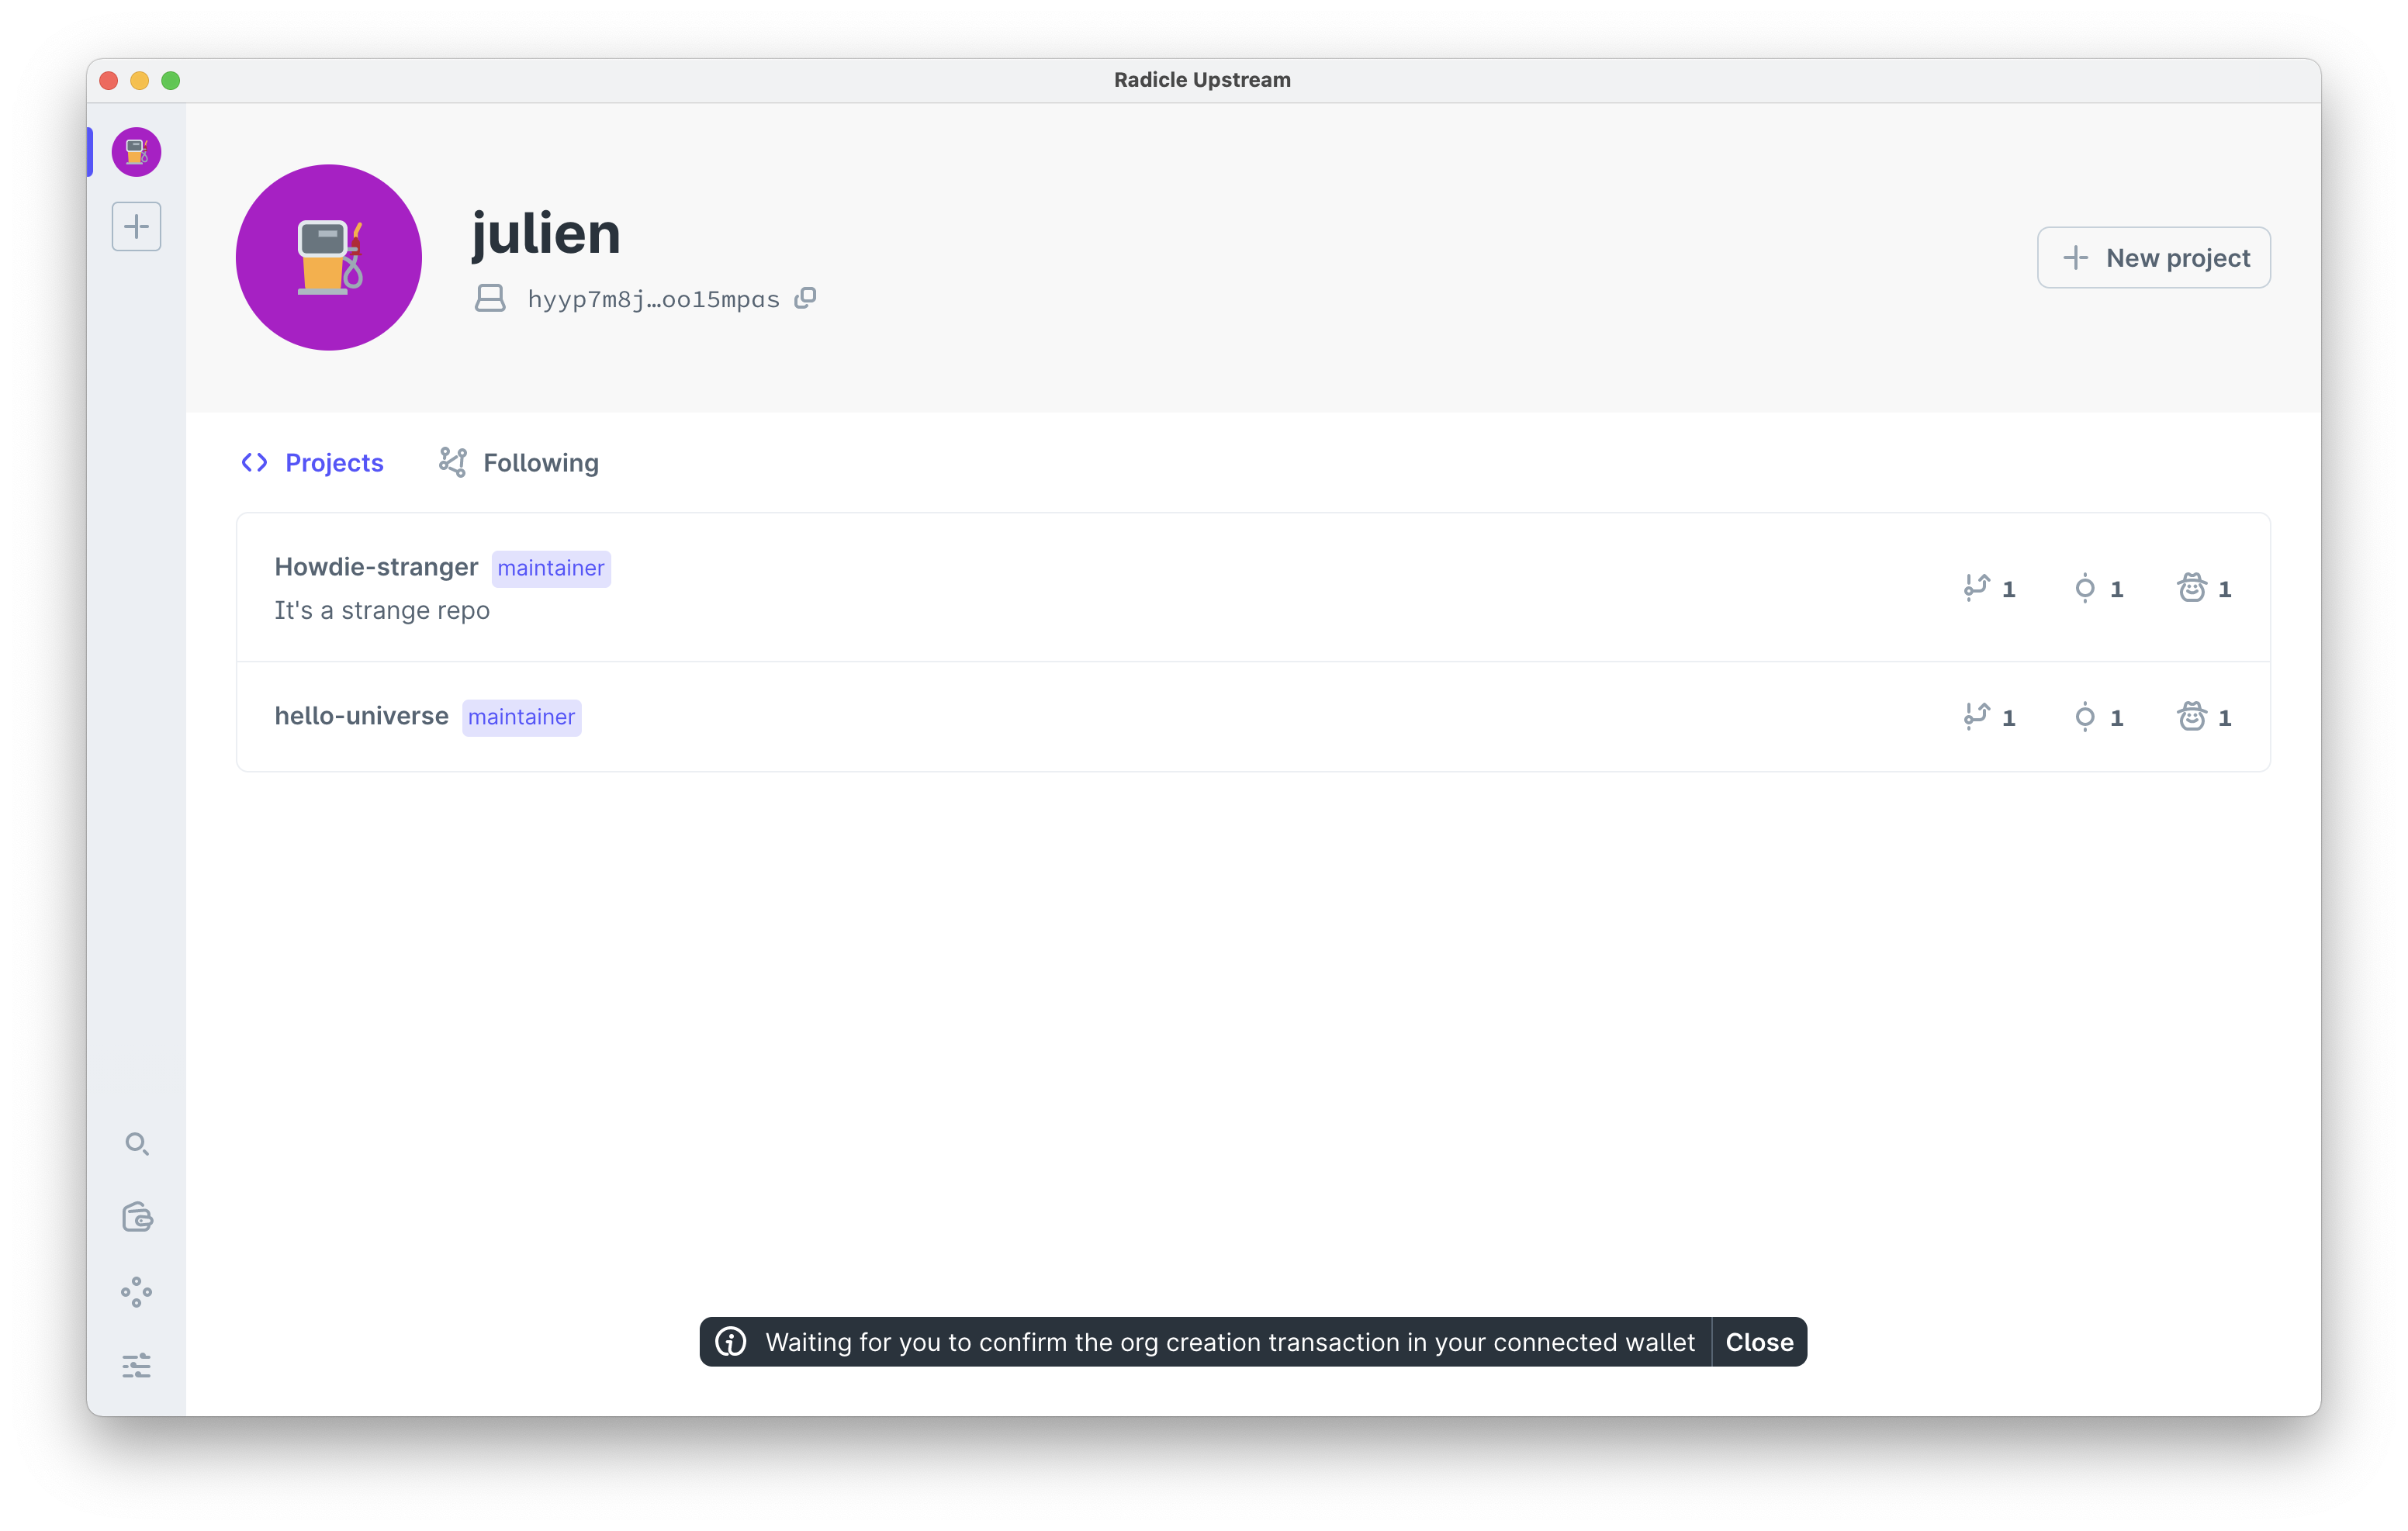 Radicle Upstream
julien
hyyp7m8j…oo15mpas
New project
Projects
Following
Howdie-stranger maintainer
It's a strange repo
1 1 1
hello-universe maintainer
1 1 1
Waiting for you to confirm the org creation transaction in your connected wallet
Close